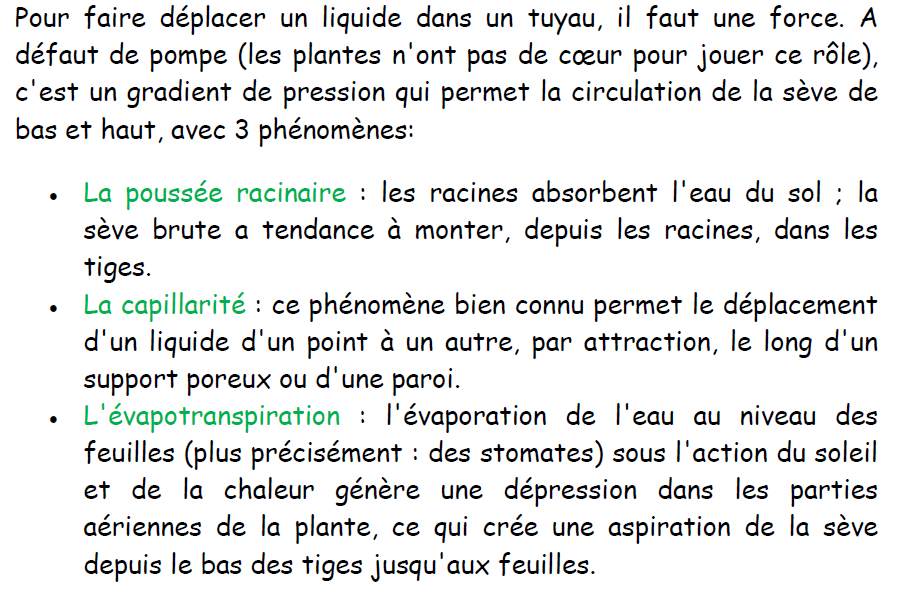 Pour faire déplacer un liquide dans un tuyau, il faut une force. A
défaut de pompe (les plantes n'ont pas de cœur pour jouer ce rôle),
c'est un gradient de pression qui permet la circulation de la sève de
bas et haut, avec 3 phénomènes:
• La poussée racinaire : les racines absorbent l'eau du sol ; la
sève brute a tendance à monter, depuis les racines, dans les
tiges.
• La capillarité : ce phénomène bien connu permet le déplacement
d'un liquide d'un point à un autre, par attraction, le long d'un
support poreux ou d'une paroi.
• L'évapotranspiration : l'évaporation de l'eau au niveau des
feuilles (plus précisément : des stomates) sous l'action du soleil
et de la chaleur génère une dépression dans les parties
aériennes de la plante, ce qui crée une aspiration de la sève
depuis le bas des tiges jusqu'aux feuilles.